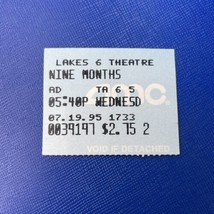 LAKES 6 THEATRE
NINE MONTHS
AD TA 6 5
05:40P WEDNESD
07.19.95 1733
0039197 $2.75 2
VOID IF DETACHED